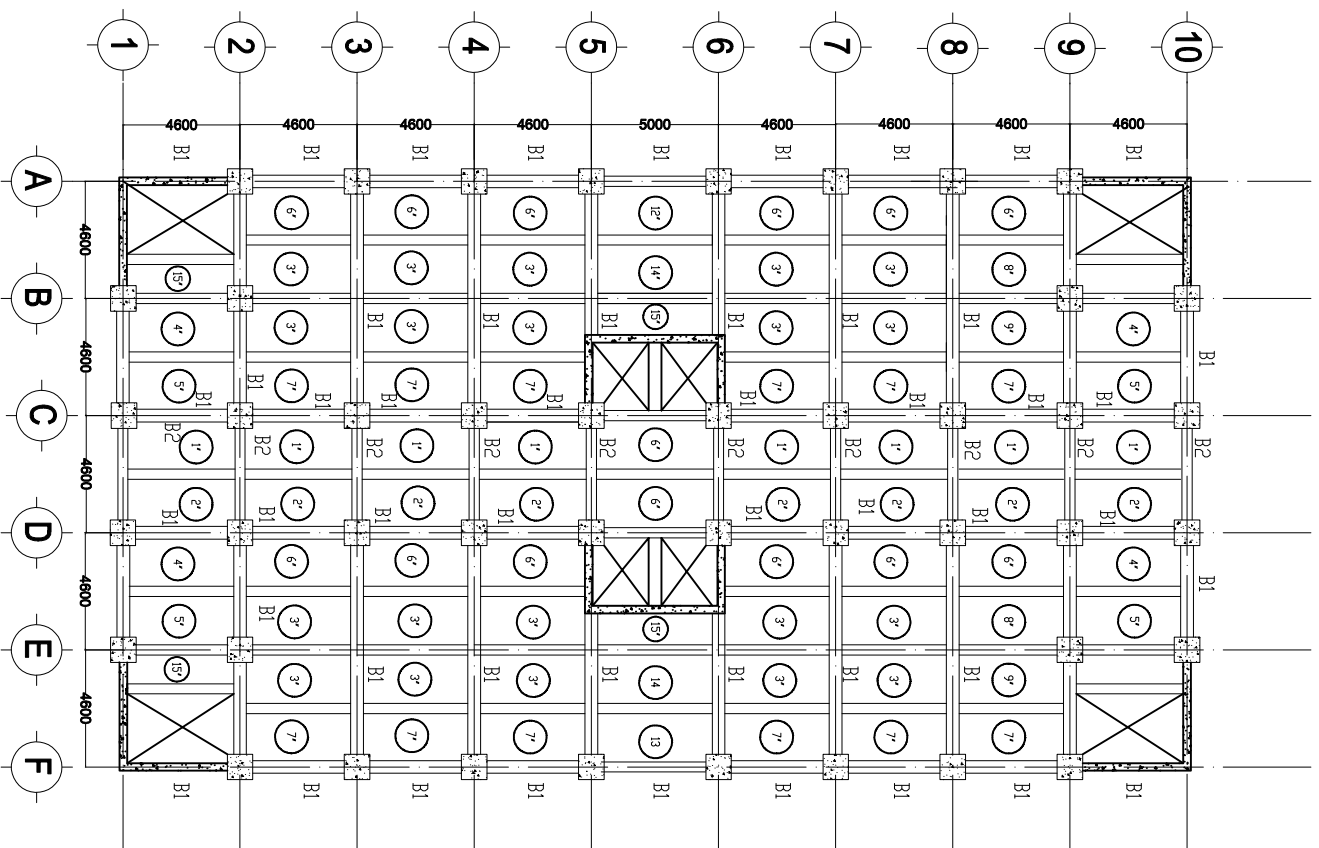 1 2 3 4 5 6 7 8 9 10
4600 4600 4600 4600 5000 4600 4600 4600 4600
B1 B1 B1 B1 B1 B1 B1 B1 B1
A
6" 6" 6" 12" 6" 6" 6"
4600
3" 3" 3" 14" 3" 3" 8"
15"
B
15"
B1 B1 B1 B1 B1 B1
4" 3" 3" 3" 3" 3" 9" 4"
4600
B1
5" 7" 7" 7" 7" 7" 7" 5"
B1
B1 B1 B1 B1 B1 B1 B1 B1
C
B2
B2 B2 B2 B2 B2 B2 B2 B2 B2
1" 1" 1" 1" 6" 1" 1" 1" 1"
4600
2" 2" 2" 2" 6" 2" 2" 2" 2"
B1 B1 B1 B1 B1 B1 B1 B1
D
4" 6" 6" 6" 6" 6" 6" 4"
4600
B1
B1
5" 3" 3" 3" 3" 3" 8" 5"
15"
E
15"
B1 B1 B1 B1 B1 B1
3" 3" 3" 14 3" 3" 9"
4600
7" 7" 7" 13 7" 7" 7"
F
B1 B1 B1 B1 B1 B1 B1 B1 B1